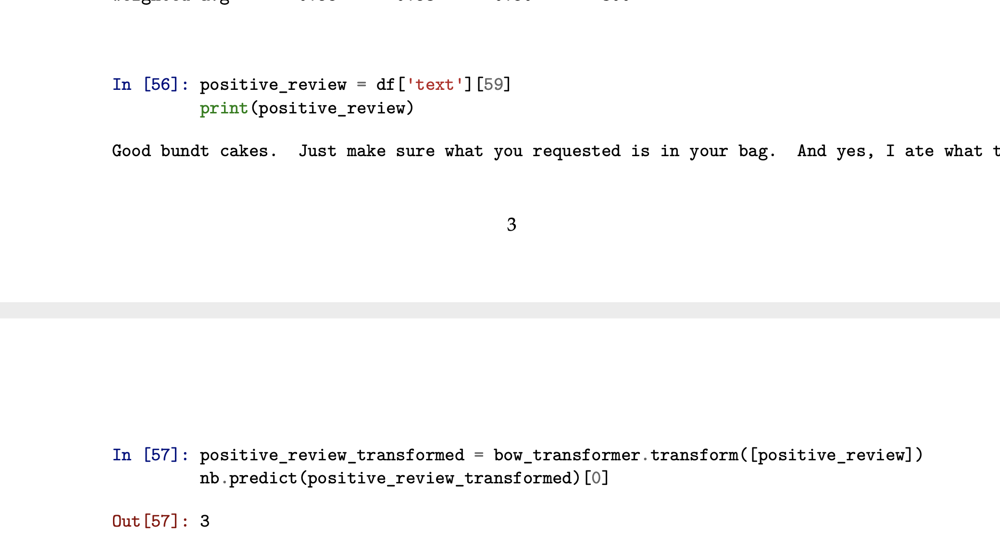 In [56]: positive_review = df['text'][59]
print(positive_review)
Good bundt cakes.  Just make sure what you requested is in your bag.  And yes, I ate what
3
In [57]: positive_review_transformed = bow_transformer.transform([positive_review])
nb.predict(positive_review_transformed)[0]
Out[57]: 3